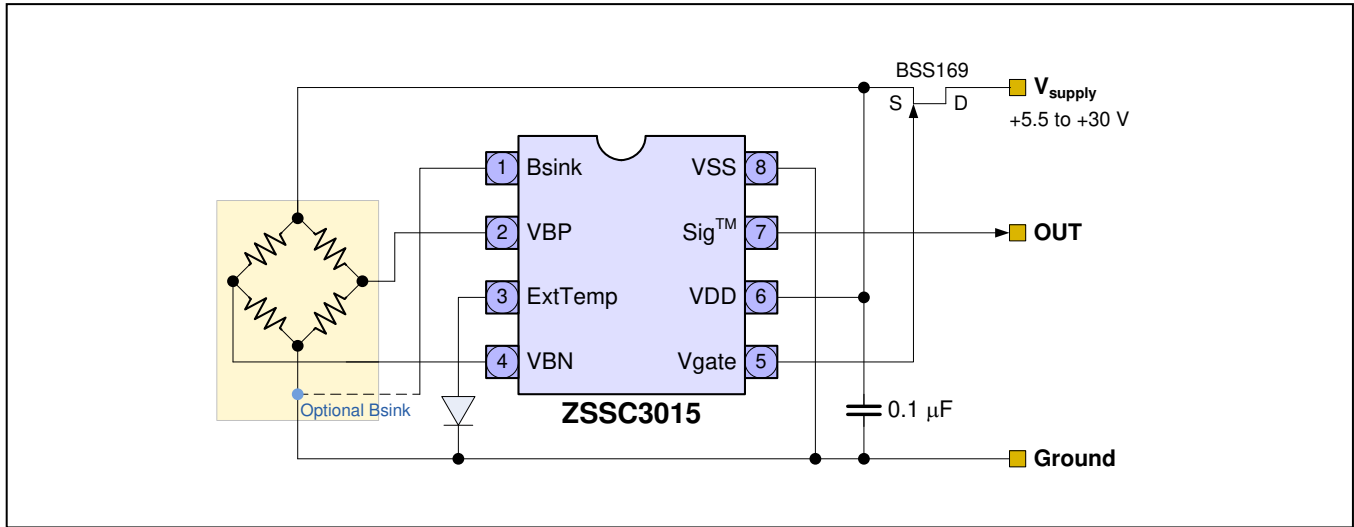 BSS169
S D
V_supply
+5.5 to +30 V
1 Bsink
VSS 8
2 VBP
Sig™ 7
OUT
3 ExtTemp
VDD 6
4 VBN
Vgate 5
Optional Bsink
ZSSC3015
0.1 µF
Ground